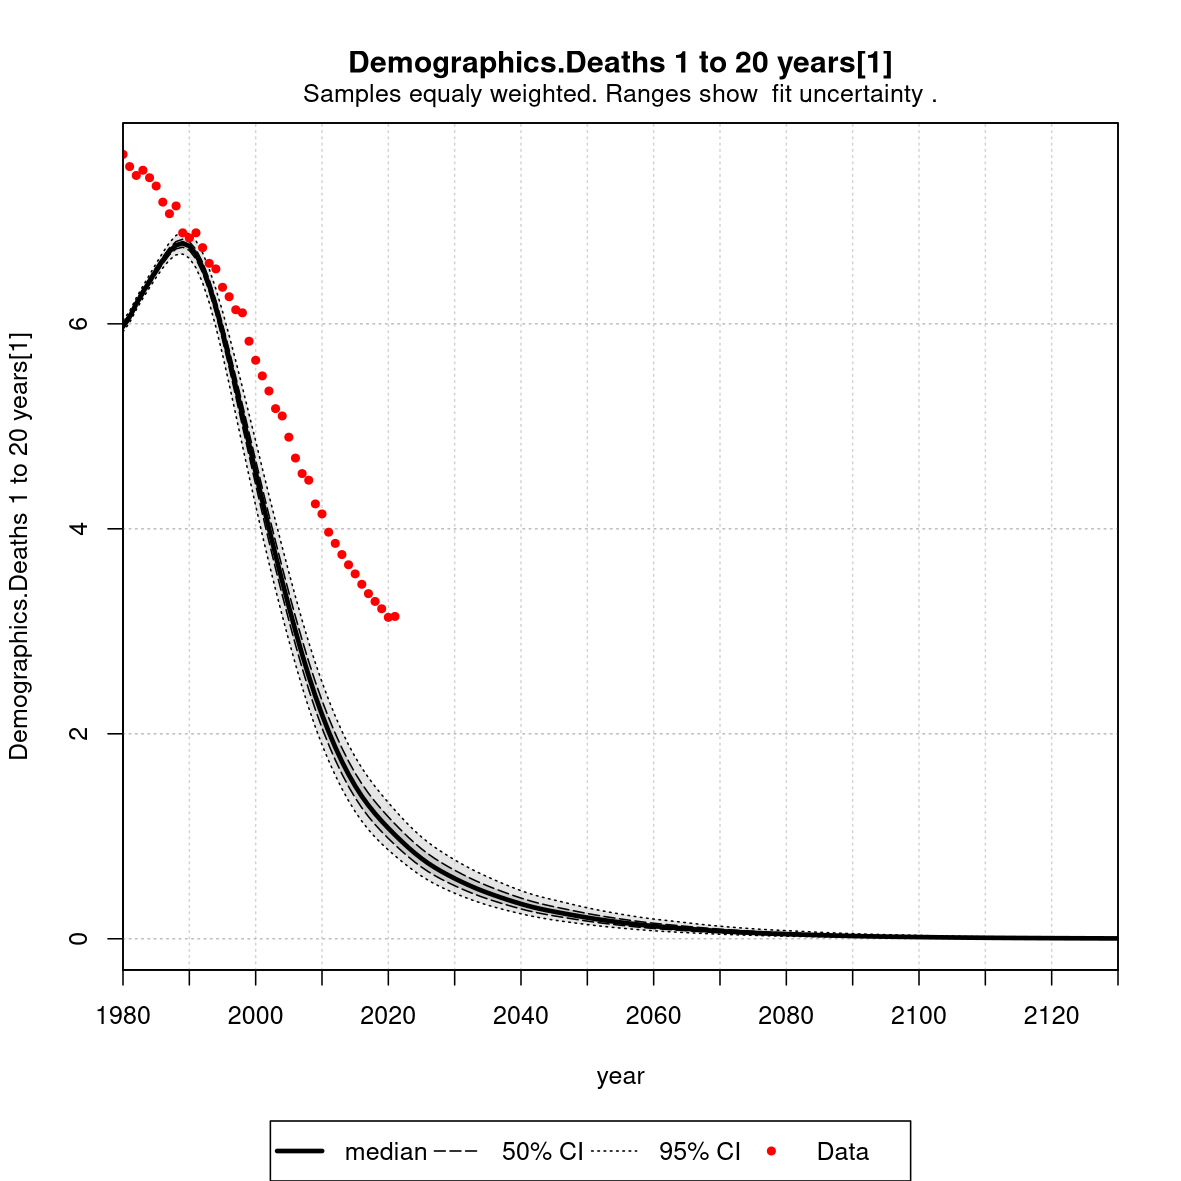 Demographics.Deaths 1 to 20 years[1]
Samples equaly weighted. Ranges show  fit uncertainty .
Demographics.Deaths 1 to 20 years[1]
6
4
2
0
1980 2000 2020 2040 2060 2080 2100 2120
year
median 50% CI 95% CI Data